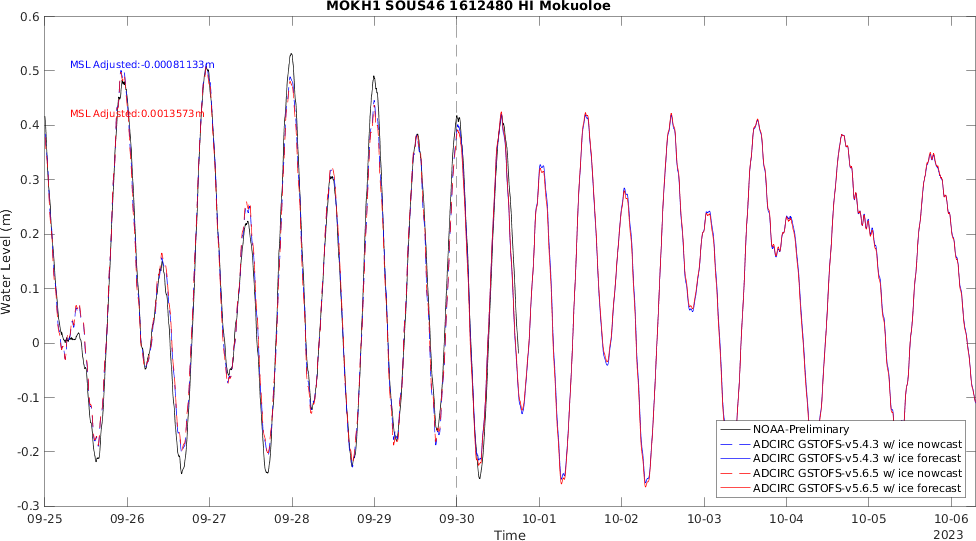 MOKH1 SOUS46 1612480 HI Mokuoloe
0.6
0.5
0.4
0.3
0.2
0.1
0
-0.1
-0.2
-0.3
Water Level (m)
MSL Adjusted:-0.00081133m
MSL Adjusted:0.0013573m
NOAA-Preliminary
ADCIRC GSTOFS-v5.4.3 w/ ice nowcast
ADCIRC GSTOFS-v5.4.3 w/ ice forecast
ADCIRC GSTOFS-v5.6.5 w/ ice nowcast
ADCIRC GSTOFS-v5.6.5 w/ ice forecast
09-25 09-26 09-27 09-28 09-29 09-30 10-01 10-02 10-03 10-04 10-05 10-06
Time
2023